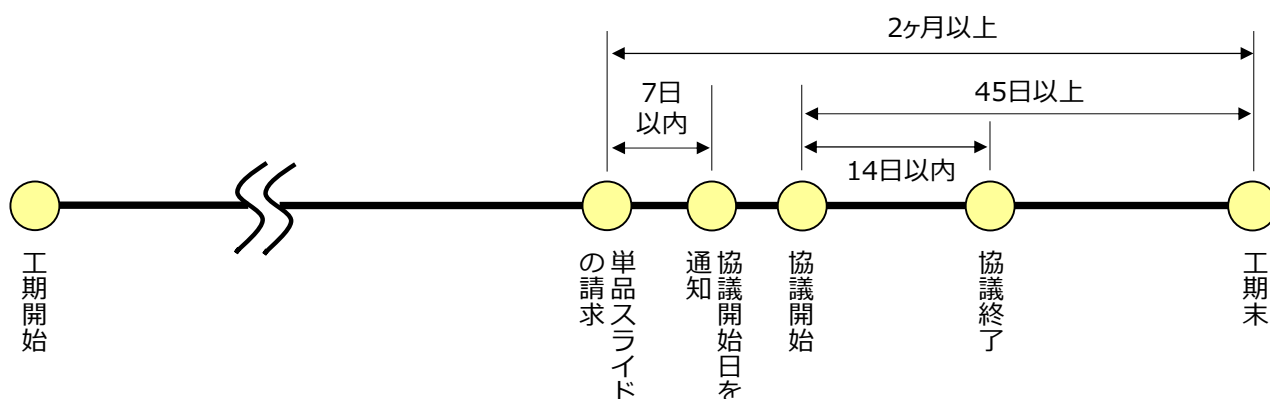 2ヶ月以上
7日
以内
45日以上
14日以内
工期開始
単品スライド
の請求
協議開始日を
通知
協議開始
協議終了
工期末